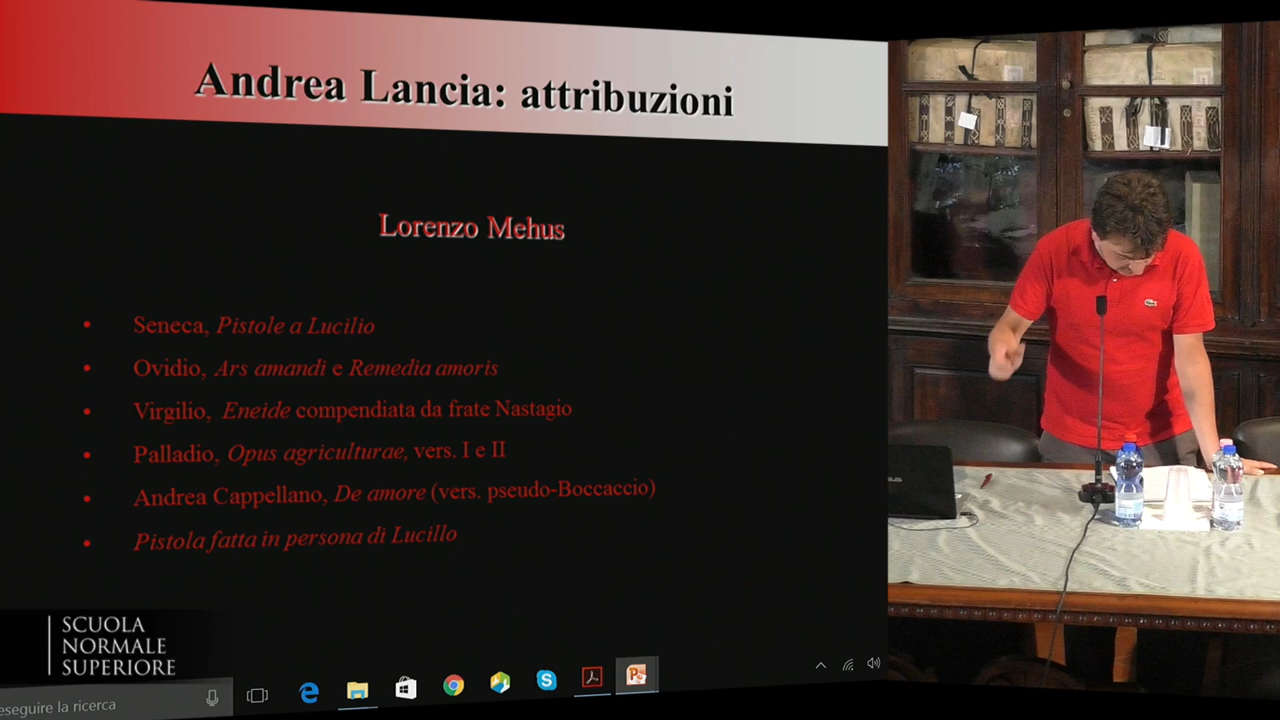 Andrea Lancia: attribuzioni
Lorenzo Mehus
• Seneca, Pistole a Lucilio
• Ovidio, Ars amandi e Remedia amoris
• Virgilio, Eneide compendiata da frate Nastagio
• Palladio, Opus agriculturae, vers. I e II
• Andrea Cappellano, De amore (vers. pseudo-Boccaccio)
• Pistola fatta in persona di Lucillo
SCUOLA
NORMALE
SUPERIORE
eseguire la ricerca